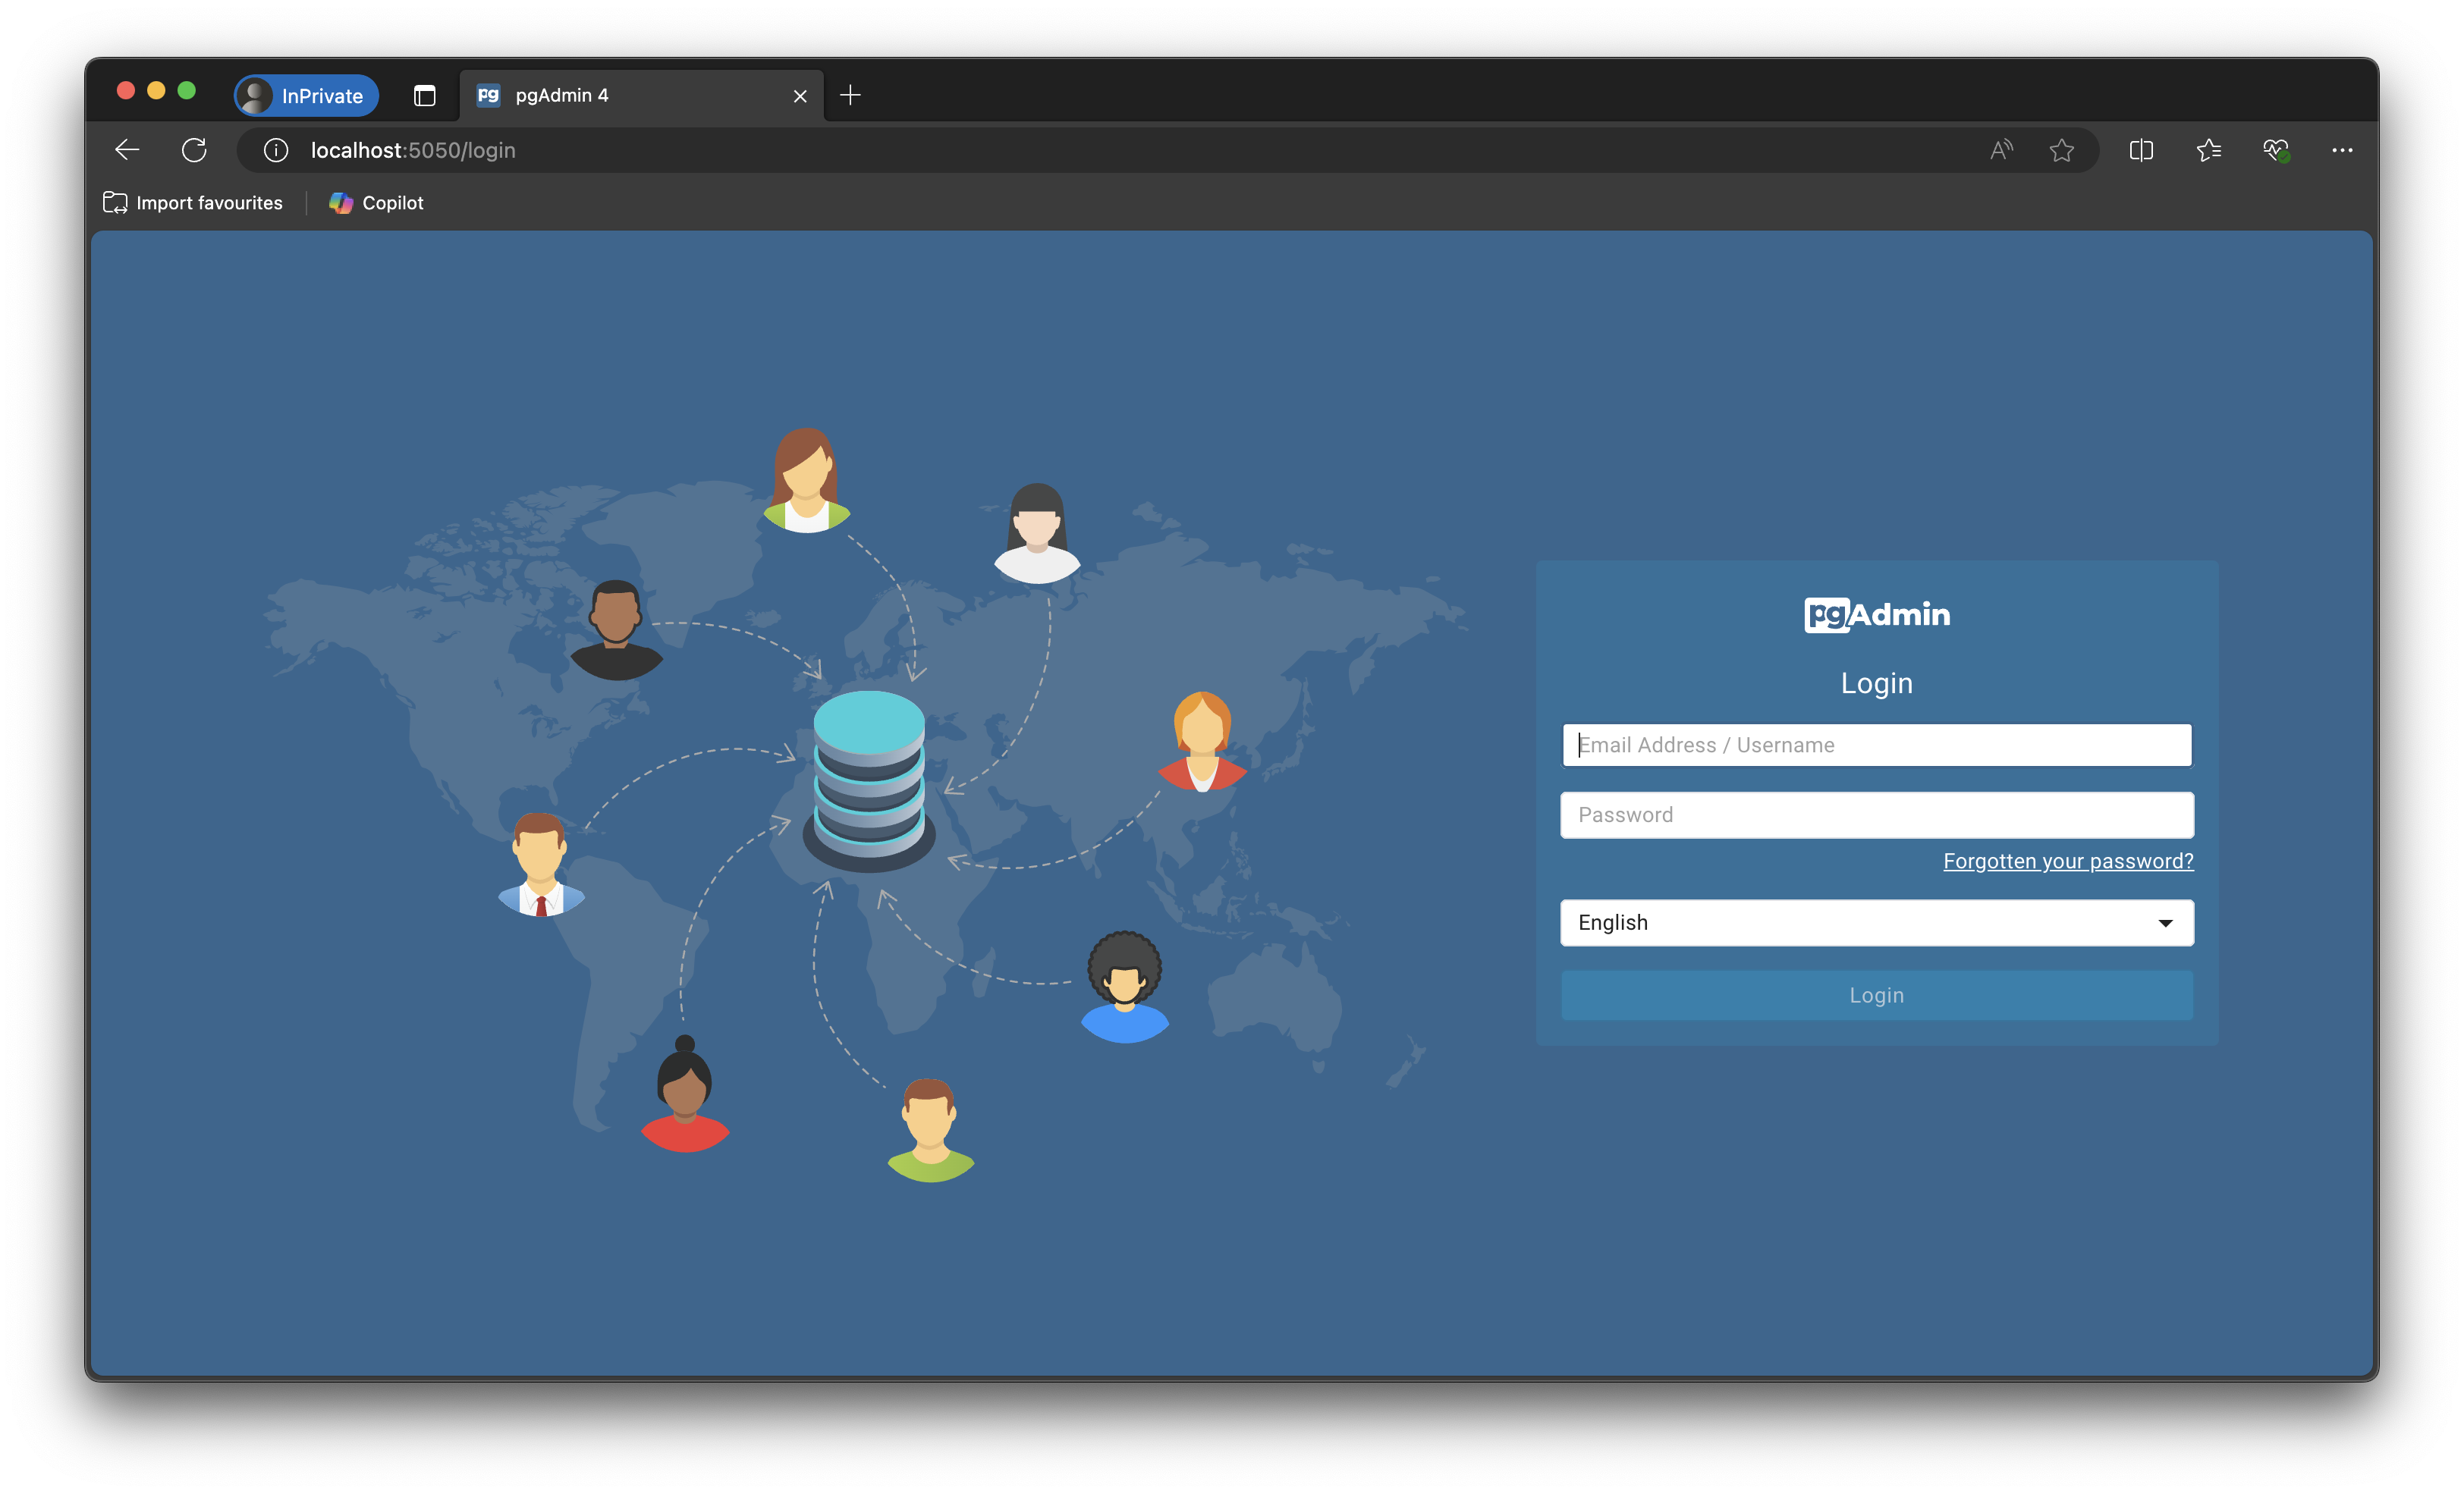 InPrivate
pg pgAdmin 4
localhost:5050/login
Import favourites
Copilot
pgAdmin
Login
Email Address / Username
Password
Forgotten your password?
English
Login